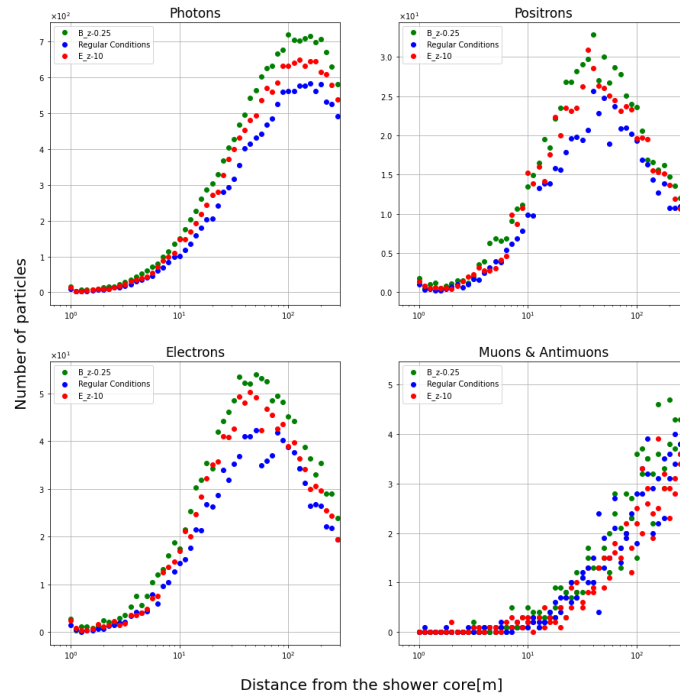 Photons
×10²
B_z-0.25
Regular Conditions
E_z-10
7
6
5
4
3
2
1
0
10⁰
10¹
10²
Positrons
×10¹
B_z-0.25
Regular Conditions
E_z-10
3.0
2.5
2.0
1.5
1.0
0.5
0.0
10⁰
10¹
10²
Electrons
×10¹
B_z-0.25
Regular Conditions
E_z-10
5
4
3
2
1
0
10⁰
10¹
10²
Muons & Antimuons
B_z-0.25
Regular Conditions
E_z-10
5
4
3
2
1
0
10⁰
10¹
10²
Number of particles
Distance from the shower core[m]